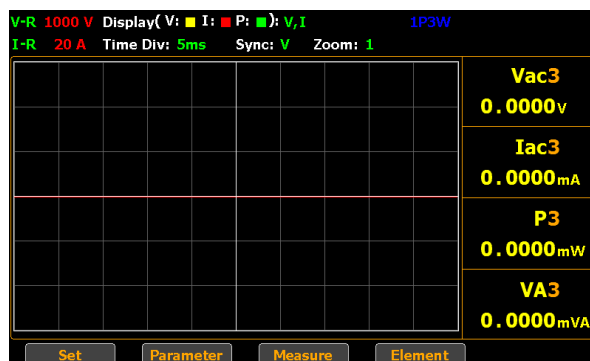 V-R 1000 V Display( V: I: P: ): V,I 1P3W
I-R 20 A Time Div: 5ms Sync: V Zoom: 1
Vac3
0.0000V
Iac3
0.0000mA
P3
0.0000mW
VA3
0.0000mVA
Set Parameter Measure Element